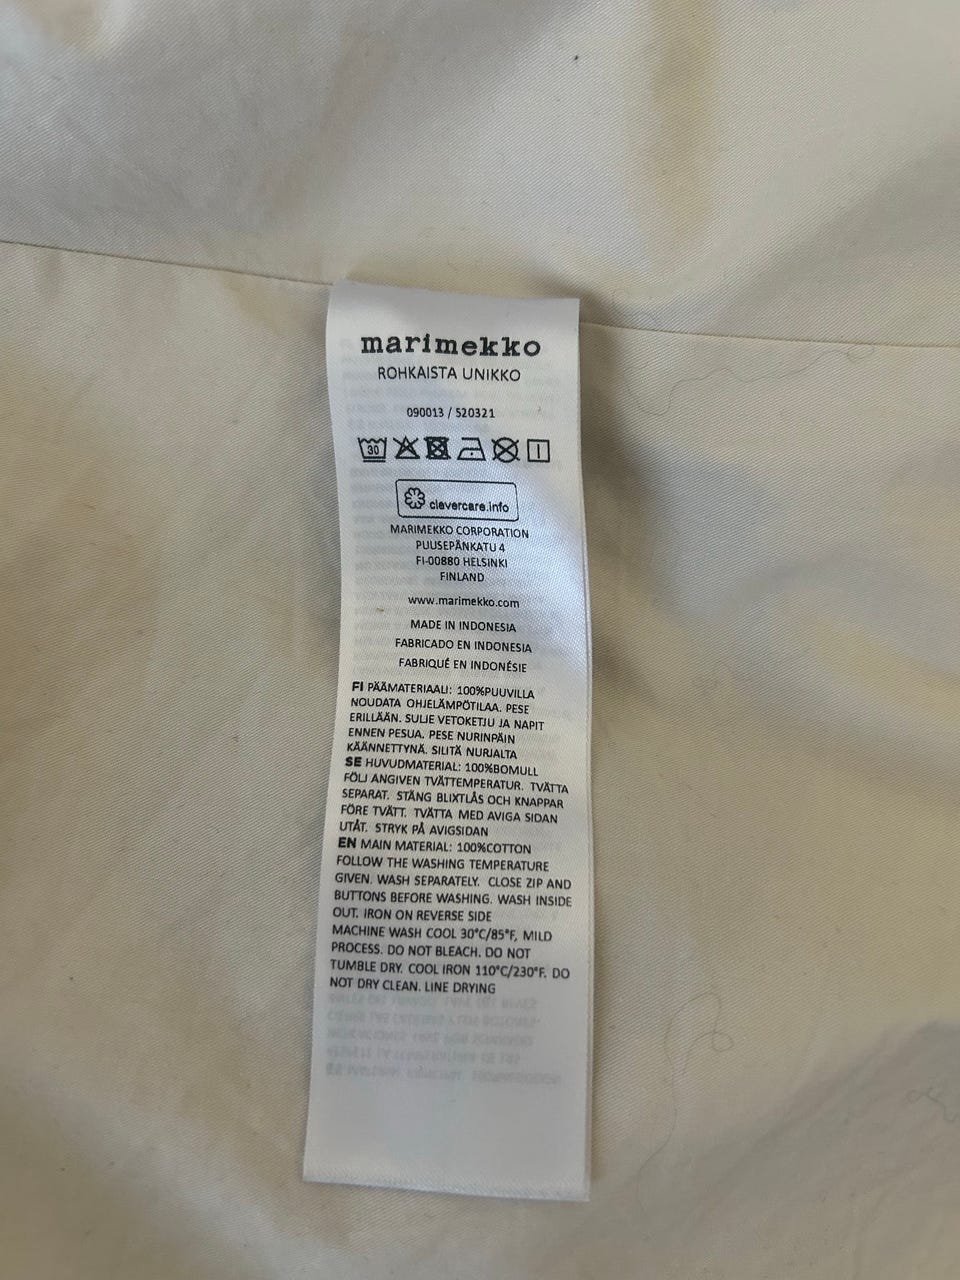 marimekko
ROHKAISTA UNIKKO
090013 / 520321
30
clevercare.info
MARIMEKKO CORPORATION
PUUSEPÄNKATU 4
FI-00880 HELSINKI
FINLAND
www.marimekko.com
MADE IN INDONESIA
FABRICADO EN INDONESIA
FABRIQUÉ EN INDONÉSIE
FI PÄÄMATERIAALI: 100%PUUVILLA
NOUDATA OHJELÄMPÖTILAA. PESE
ERILLÄÄN. SULJE VETOKETJU JA NAPIT
ENNEN PESUA. PESE NURINPÄIN
KÄÄNNETTYNÄ. SILITÄ NURJALTA
SE HUVUDMATERIAL: 100%BOMULL
FÖLJ ANGIVEN TVÄTTEMPERATUR. TVÄTTA
SEPARAT. STÄNG BLIXTLÅS OCH KNAPPAR
FÖRE TVÄTT. TVÄTTA MED AVIGA SIDAN
UTÅT. STRYK PÅ AVIGSIDAN
EN MAIN MATERIAL: 100%COTTON
FOLLOW THE WASHING TEMPERATURE
GIVEN. WASH SEPARATELY. CLOSE ZIP AND
BUTTONS BEFORE WASHING. WASH INSIDE
OUT. IRON ON REVERSE SIDE
MACHINE WASH COOL 30°C/85°F, MILD
PROCESS. DO NOT BLEACH. DO NOT
TUMBLE DRY. COOL IRON 110°C/230°F. DO
NOT DRY CLEAN. LINE DRYING